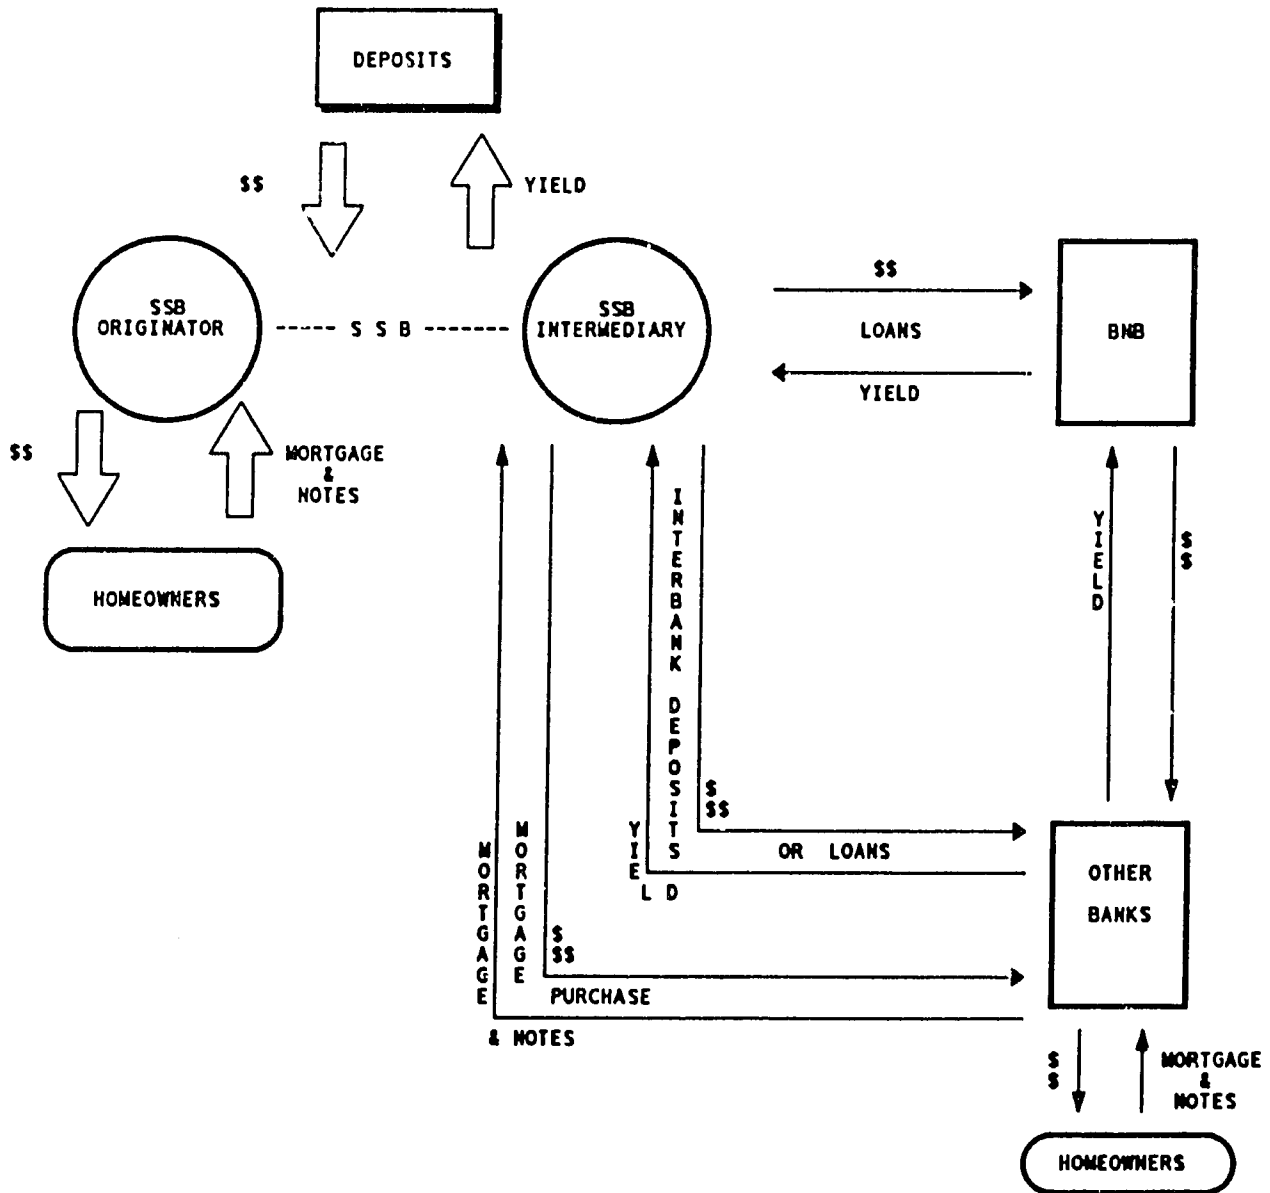 DEPOSITS
$$
YIELD
SSB
ORIGINATOR
----- S S B ------
SSB
INTERMEDIARY
$$
LOANS
YIELD
BNB
$$
MORTGAGE
&
NOTES
HOMEOWNERS
INTERBANK DEPOSITS
YIELD
$$
$
$$
OR LOANS
YIELD
OTHER
BANKS
MORTGAGE
MORTGAGE
$
$$
PURCHASE
& NOTES
$$
MORTGAGE
&
NOTES
HOMEOWNERS